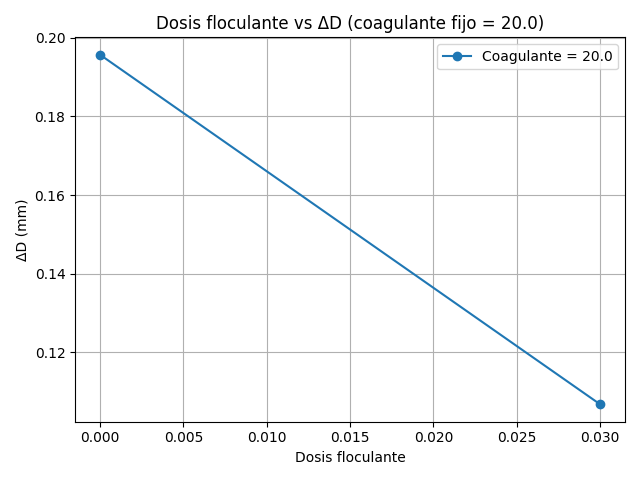 Dosis floculante vs ΔD (coagulante fijo = 20.0)
Coagulante = 20.0
ΔD (mm)
0.20
0.18
0.16
0.14
0.12
0.000 0.005 0.010 0.015 0.020 0.025 0.030
Dosis floculante